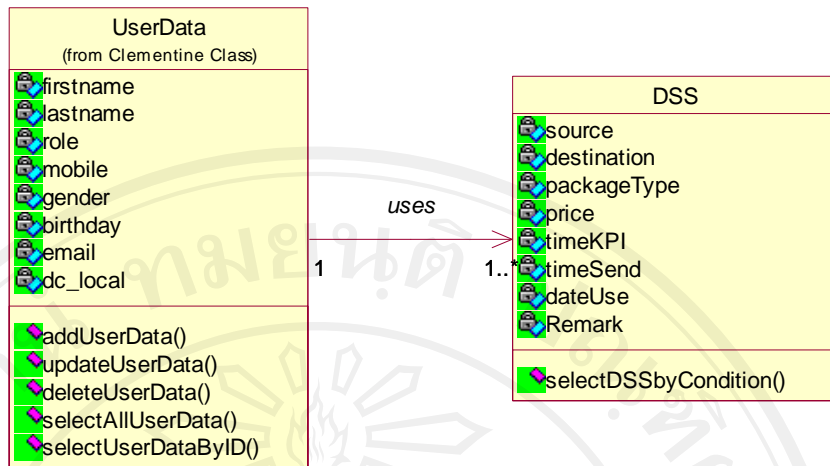 UserData
(from Clementine Class)
firstname
lastname
role
mobile
gender
birthday
email
dc_local
addUserData()
updateUserData()
deleteUserData()
selectAllUserData()
selectUserDataByID()
uses
1
1..*
DSS
source
destination
packageType
price
timeKPI
timeSend
dateUse
Remark
selectDSSbyCondition()